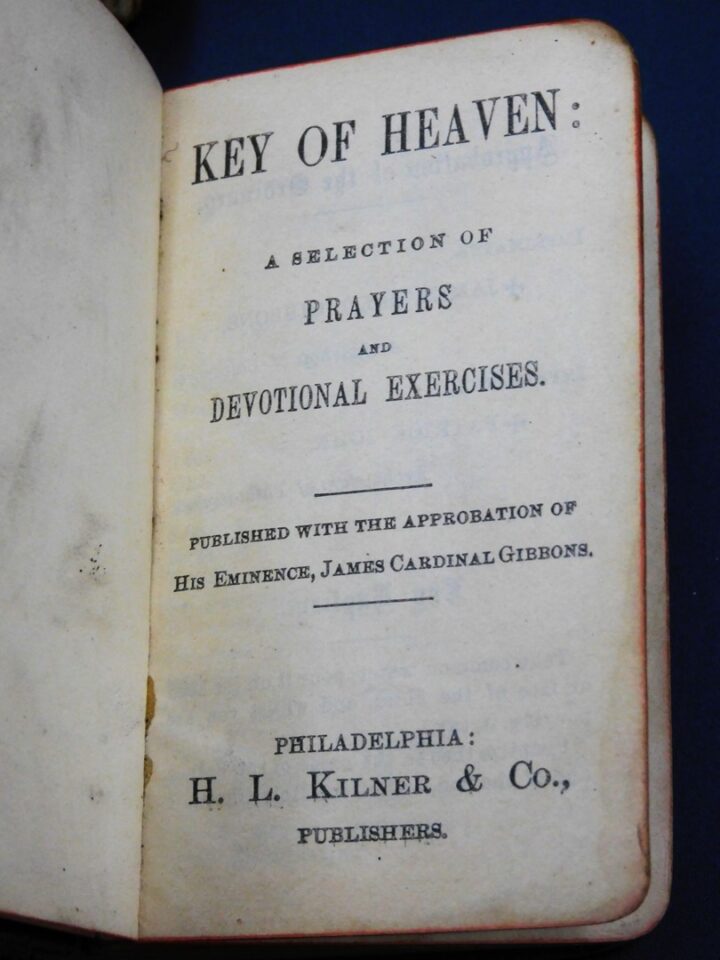 KEY OF HEAVEN:
A SELECTION OF
PRAYERS
AND
DEVOTIONAL EXERCISES.
PUBLISHED WITH THE APPROBATION OF
HIS EMINENCE, JAMES CARDINAL GIBBONS.
PHILADELPHIA:
H. L. KILNER & CO.,
PUBLISHERS.